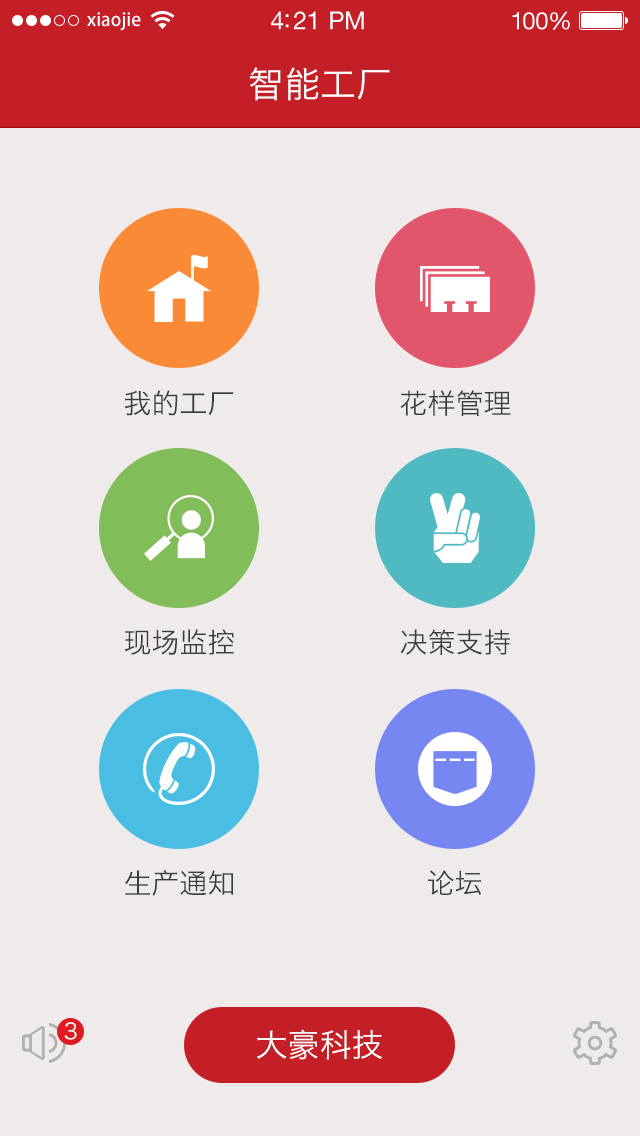 xiaojie 4:21 PM 100%
智能工厂
我的工厂 花样管理
现场监控 决策支持
生产通知 论坛
3
大豪科技